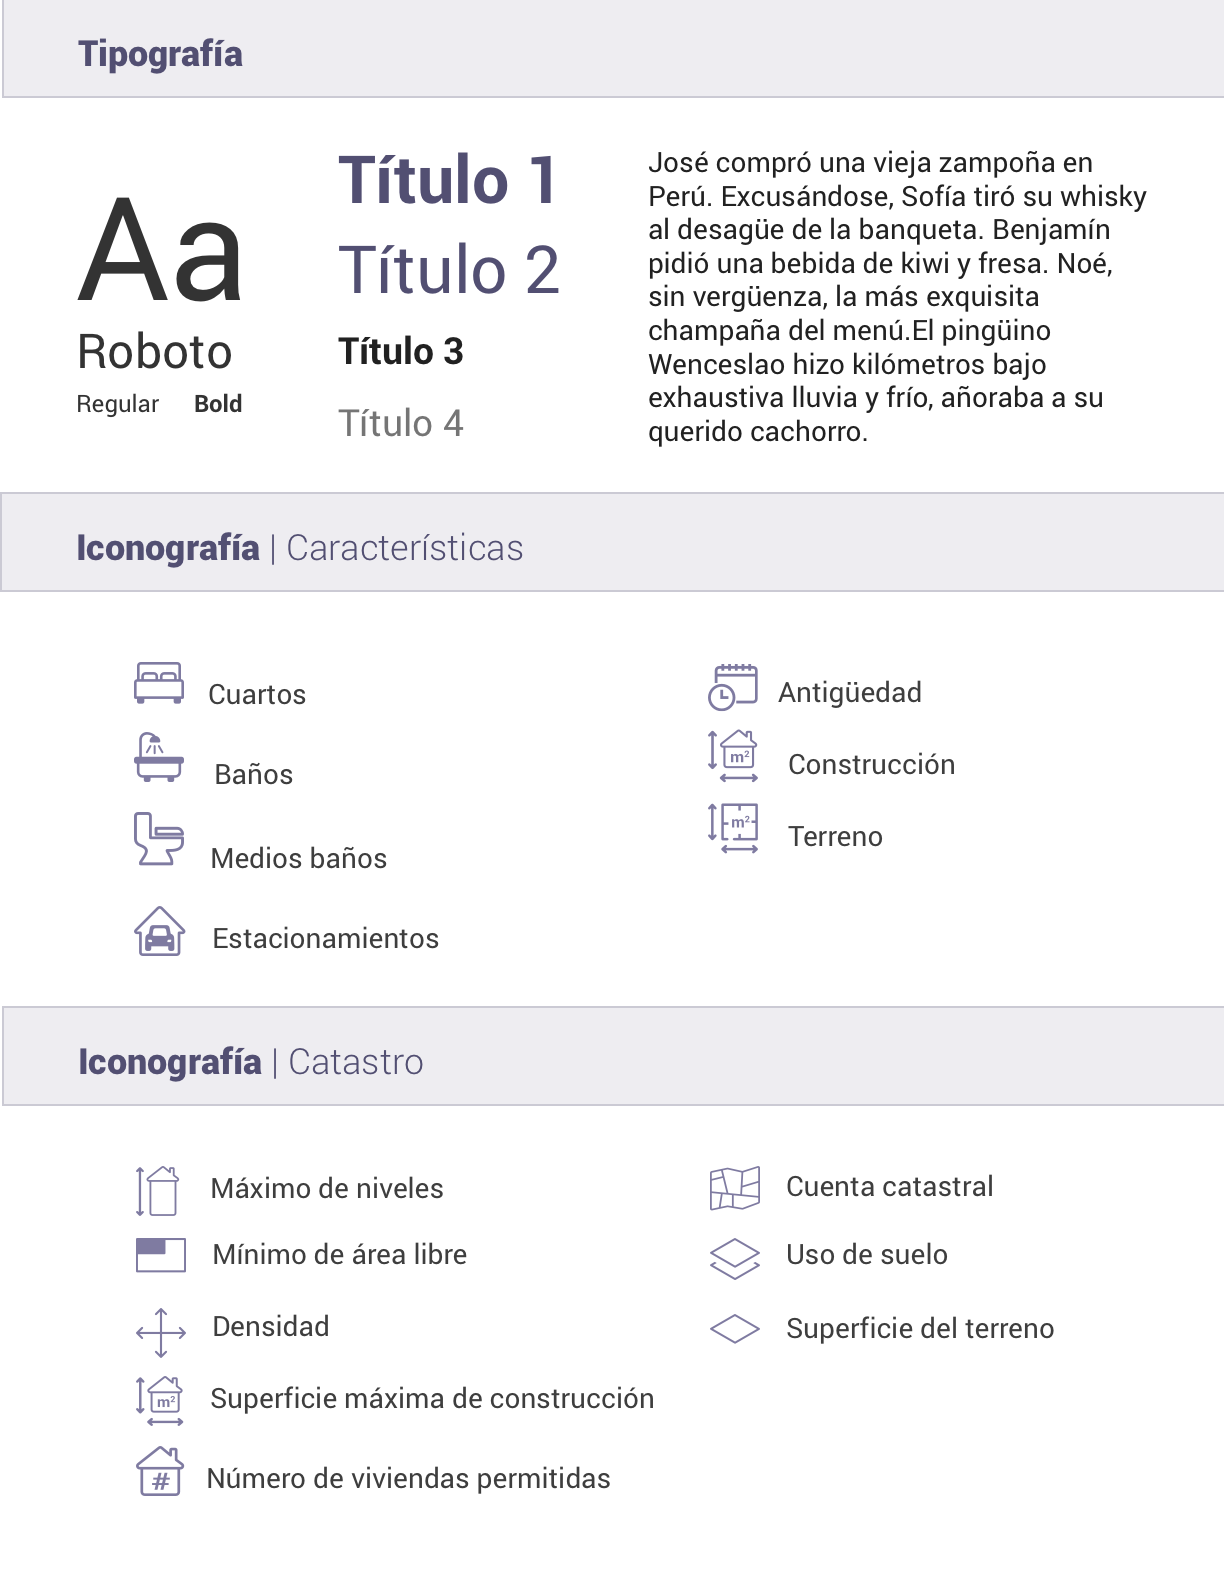 Tipografía
Aa
Roboto
Regular Bold
Título 1
Título 2
Título 3
Título 4
José compró una vieja zampoña en
Perú. Excusándose, Sofía tiró su whisky
al desagüe de la banqueta. Benjamín
pidió una bebida de kiwi y fresa. Noé,
sin vergüenza, la más exquisita
champaña del menú.El pingüino
Wenceslao hizo kilómetros bajo
exhaustiva lluvia y frío, añoraba a su
querido cachorro.
Iconografía | Características
Cuartos
Baños
Medios baños
Estacionamientos
Antigüedad
m² Construcción
m² Terreno
Iconografía | Catastro
Máximo de niveles
Mínimo de área libre
Densidad
m² Superficie máxima de construcción
# Número de viviendas permitidas
Cuenta catastral
Uso de suelo
Superficie del terreno